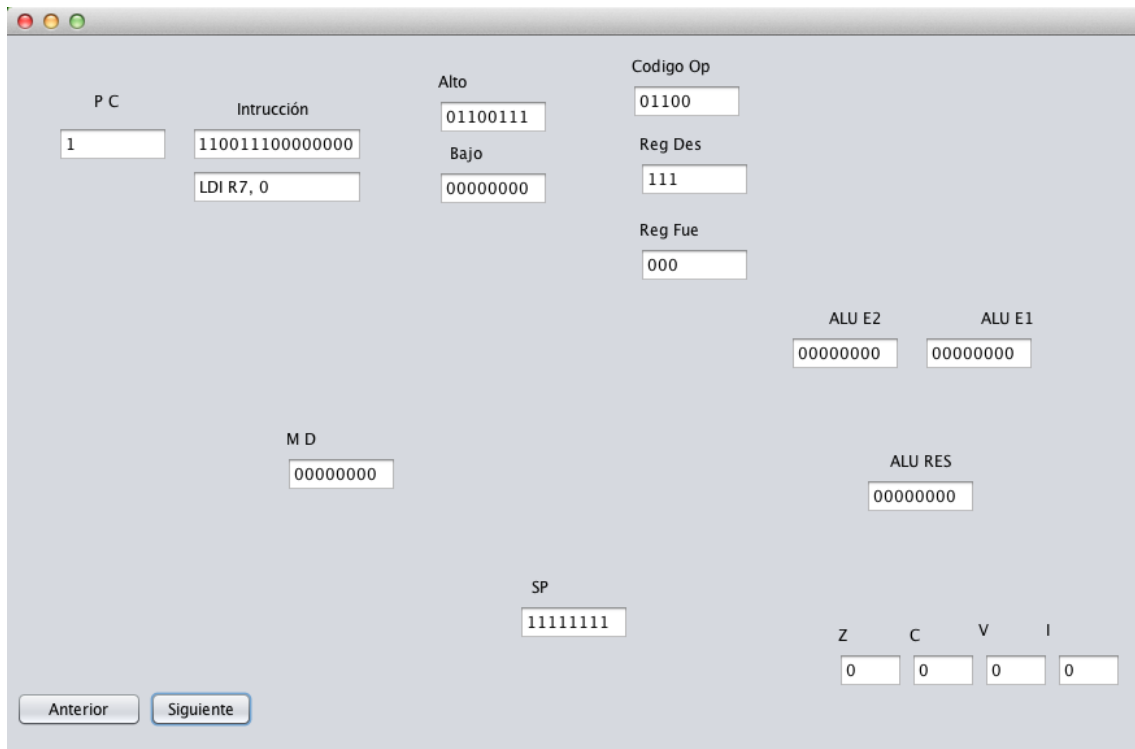 P C
1
Intrucción
110011100000000
LDI R7, 0
Alto
01100111
Bajo
00000000
Codigo Op
01100
Reg Des
111
Reg Fue
000
ALU E2
00000000
ALU E1
00000000
M D
00000000
ALU RES
00000000
SP
11111111
Z C V I
0 0 0 0
Anterior Siguiente